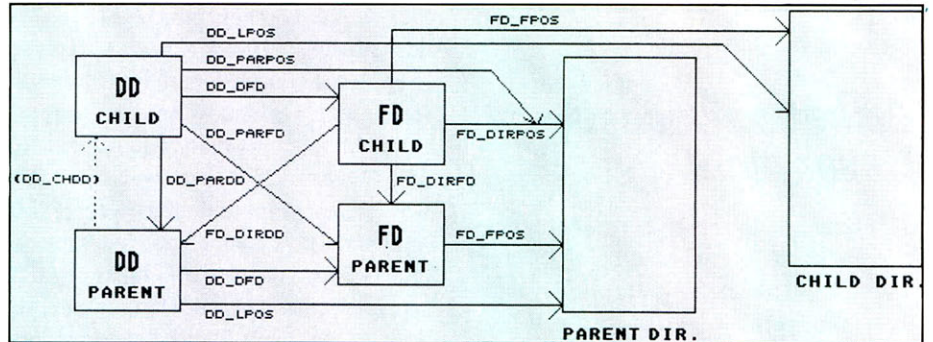 FD_FPOS
DD_LPOS
DD_PARPOS
DD
CHILD
DD_DFD
FD
CHILD
DD_PARFD
FD_DIRPOS
(DD_CHDD)
DD_PARDD
FD_DIRFD
DD
PARENT
FD_DIRDD
FD
PARENT
FD_FPOS
DD_DFD
DD_LPOS
CHILD DIR.
PARENT DIR.